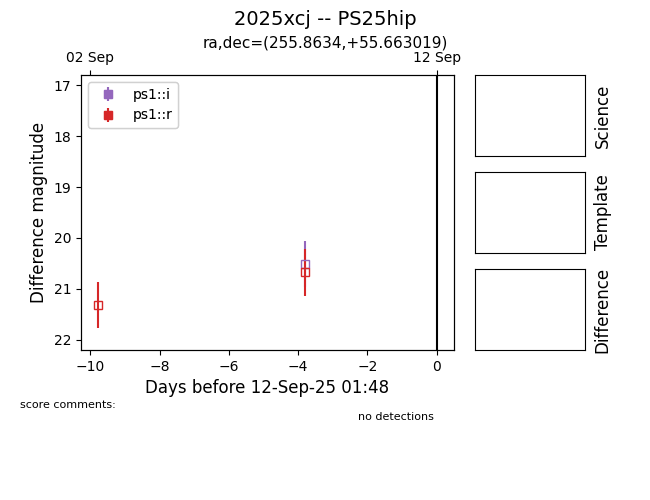 2025xcj -- PS25hip
ra,dec=(255.8634,+55.663019)
02 Sep
12 Sep
ps1::i
ps1::r
17
18
19
20
21
22
Difference magnitude
−10
−8
−6
−4
−2
0
Days before 12-Sep-25 01:48
Science
Template
Difference
score comments:
no detections